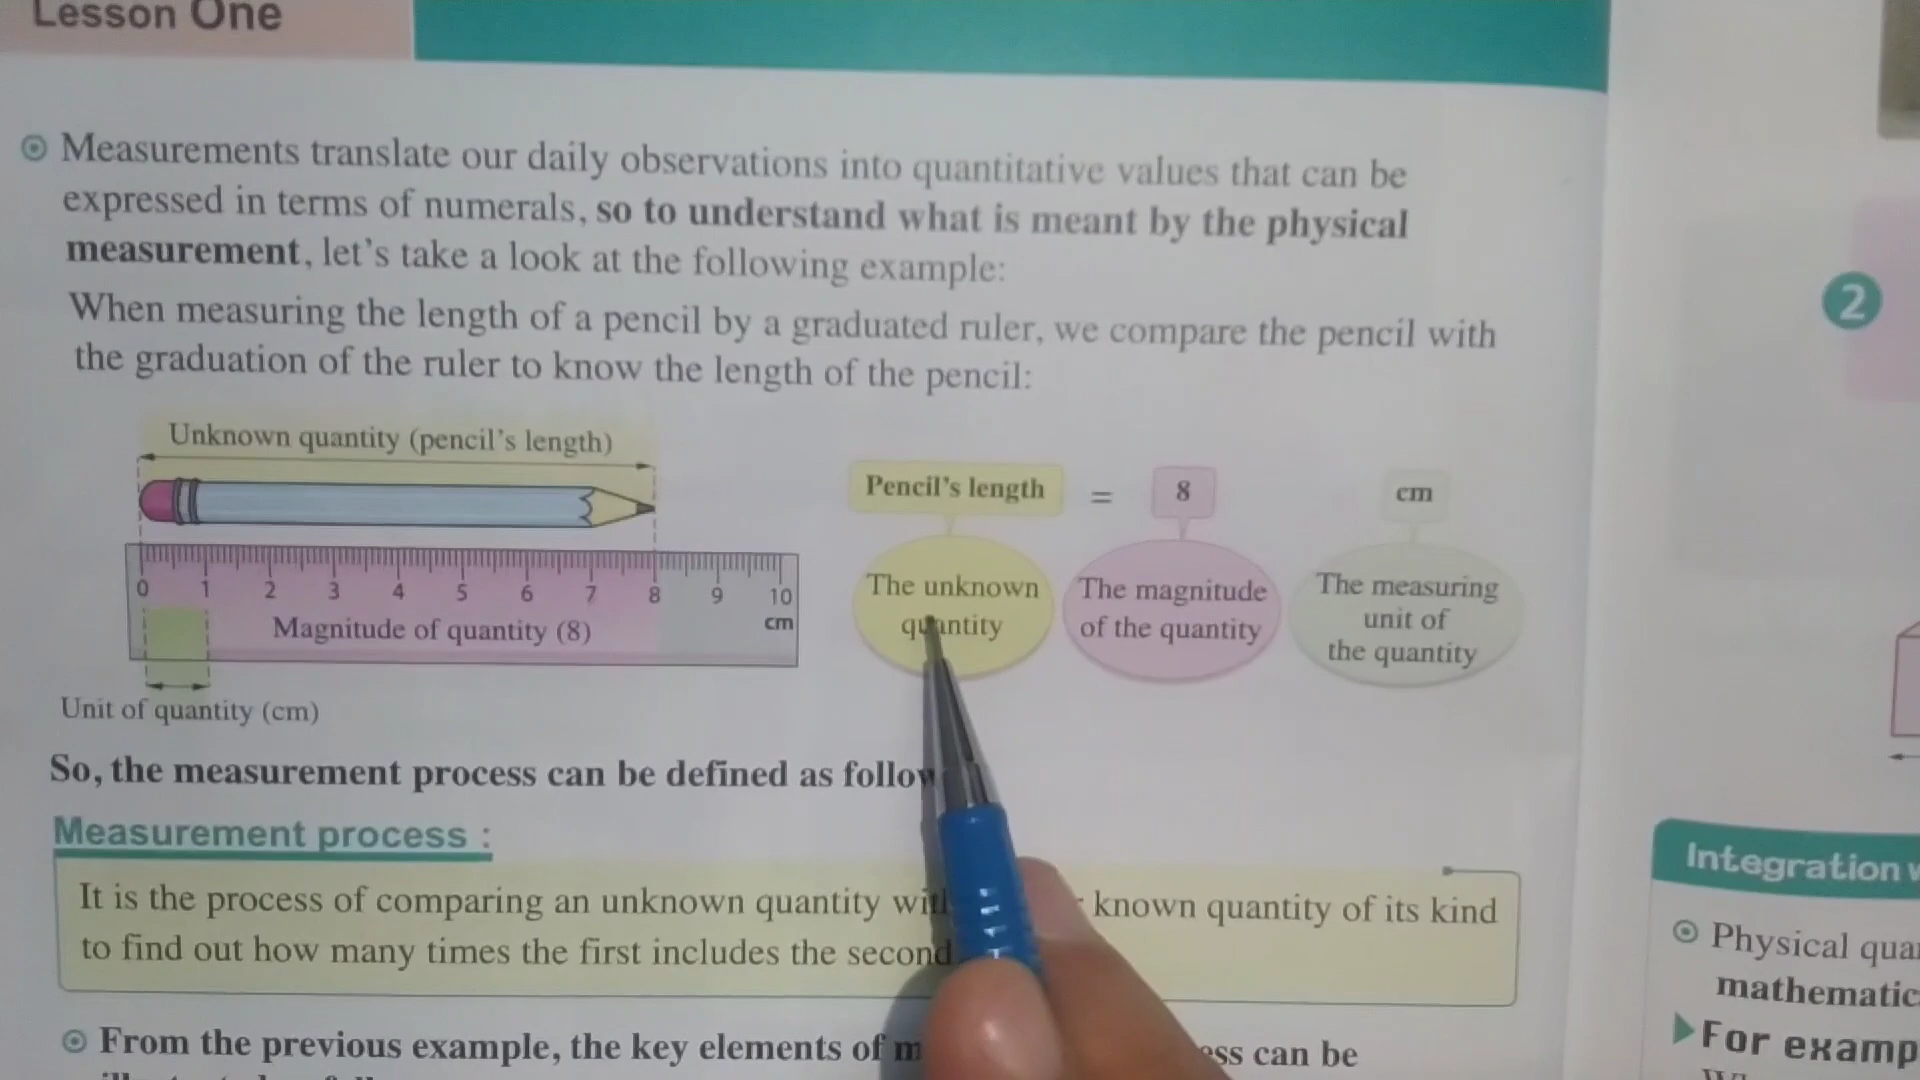 Lesson One
Measurements translate our daily observations into quantitative values that can be
expressed in terms of numerals, so to understand what is meant by the physical
measurement, let's take a look at the following example:
When measuring the length of a pencil by a graduated ruler, we compare the pencil with
the graduation of the ruler to know the length of the pencil:
Unknown quantity (pencil's length)
0 1 2 3 4 5 6 7 8 9 10
cm
Magnitude of quantity (8)
Unit of quantity (cm)
Pencil's length = 8 cm
The unknown
quantity
The magnitude
of the quantity
The measuring
unit of
the quantity
So, the measurement process can be defined as
Measurement process :
It is the process of comparing an unknown quantity known quantity of its kind
to find out how many times the first includes the second
From the previous example, the key elements of can be
2
Integration
Physical
mathematic
For examp